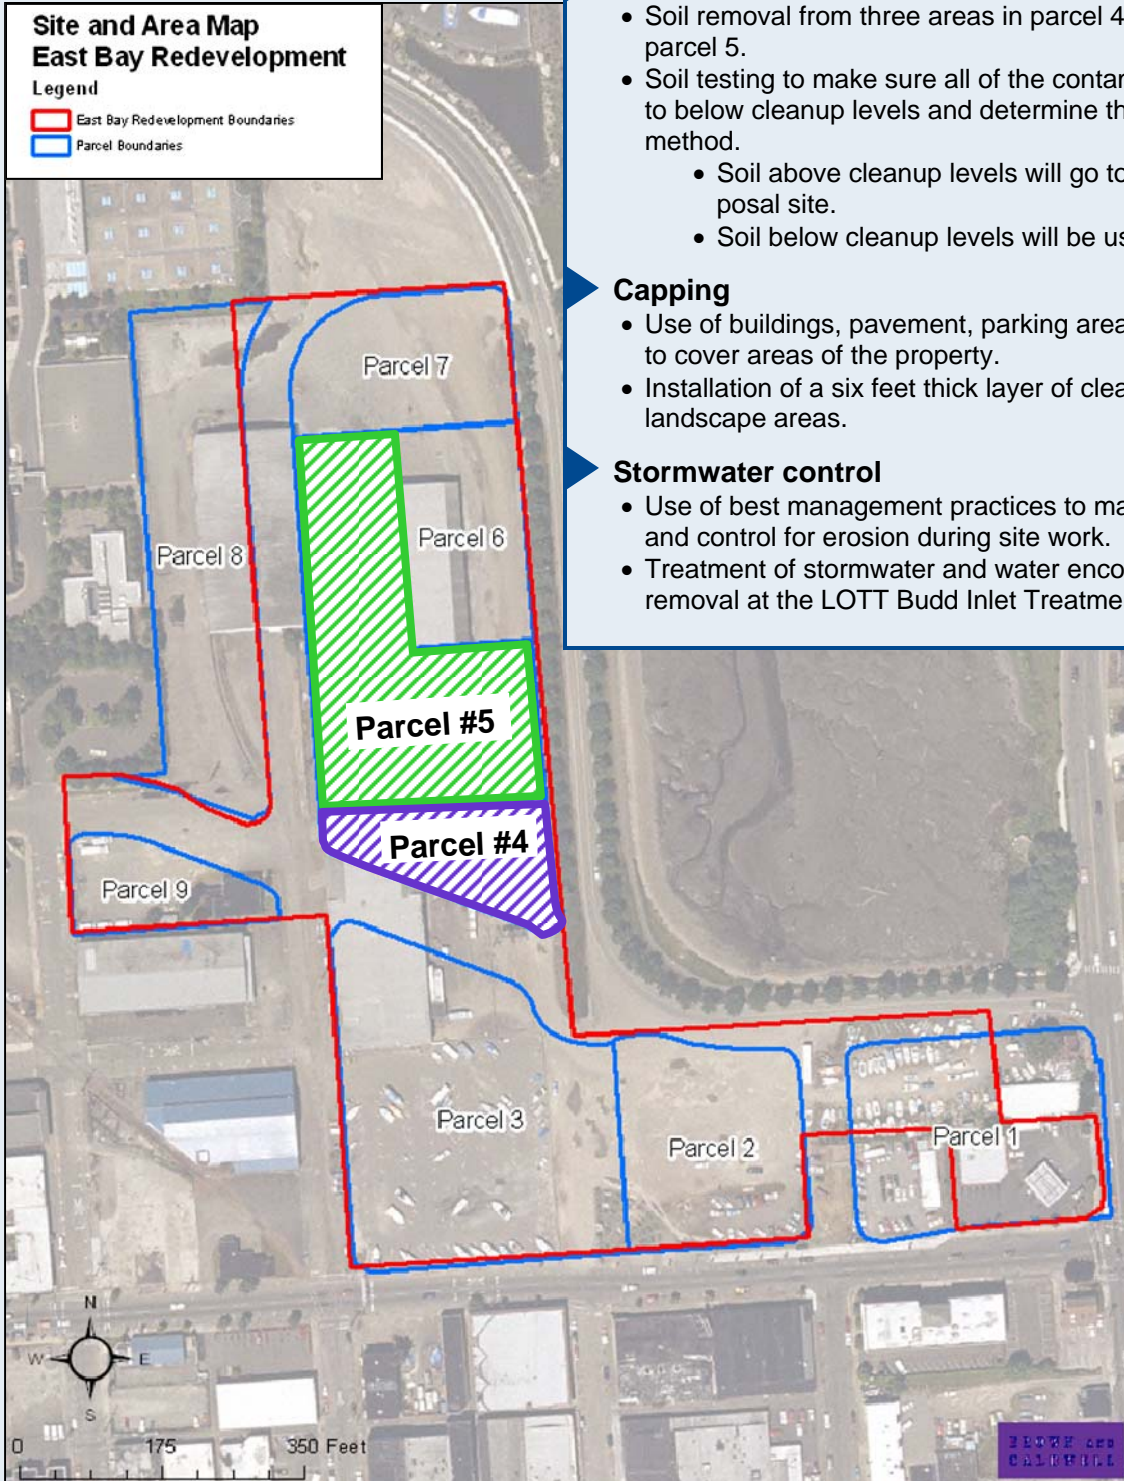 Site and Area Map
East Bay Redevelopment
Legend
East Bay Redevelopment Boundaries
Parcel Boundaries
• Soil removal from three areas in parcel 4
parcel 5.
• Soil testing to make sure all of the contar
to below cleanup levels and determine th
method.
• Soil above cleanup levels will go to
posal site.
• Soil below cleanup levels will be us
Capping
• Use of buildings, pavement, parking area
to cover areas of the property.
• Installation of a six feet thick layer of clea
landscape areas.
Stormwater control
• Use of best management practices to ma
and control for erosion during site work.
• Treatment of stormwater and water enco
removal at the LOTT Budd Inlet Treatme
Parcel 7
Parcel 6
Parcel 8
Parcel #5
Parcel #4
Parcel 9
Parcel 3
Parcel 2
Parcel 1
N
W E
S
0 175 350 Feet
BROWN AND
CALDWELL